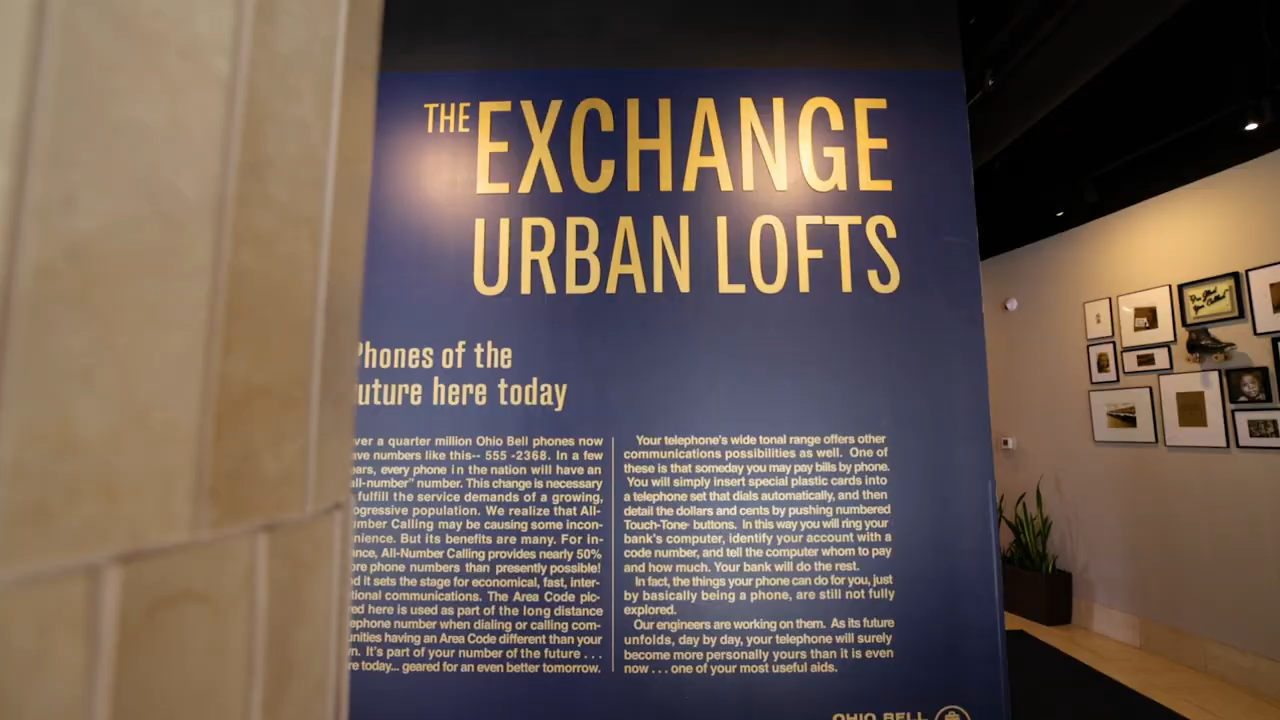 THE EXCHANGE
URBAN LOFTS
Phones of the
uture here today
ver a quarter million Ohio Bell phones now
ave numbers like this-- 555 -2368. In a few
ars, every phone in the nation will have an
all-number" number. This change is necessary
fulfill the service demands of a growing,
ogressive population. We realize that All-
umber Calling may be causing some incon-
nience. But its benefits are many. For in-
nce, All-Number Calling provides nearly 50%
ore phone numbers than presently possible!
d it sets the stage for economical, fast, inter-
tional communications. The Area Code pic-
ed here is used as part of the long distance
ephone number when dialing or calling com-
unities having an Area Code different than your
n. It's part of your number of the future . . .
re today... geared for an even better tomorrow.
Your telephone's wide tonal range offers other
communications possibilities as well. One of
these is that someday you may pay bills by phone.
You will simply insert special plastic cards into
a telephone set that dials automatically, and then
detail the dollars and cents by pushing numbered
Touch-Tone® buttons. In this way you will ring your
bank's computer, identify your account with a
code number, and tell the computer whom to pay
and how much. Your bank will do the rest.
In fact, the things your phone can do for you, just
by basically being a phone, are still not fully
explored.
Our engineers are working on them. As its future
unfolds, day by day, your telephone will surely
become more personally yours than it is even
now . . . one of your most useful aids.
OHIO BELL